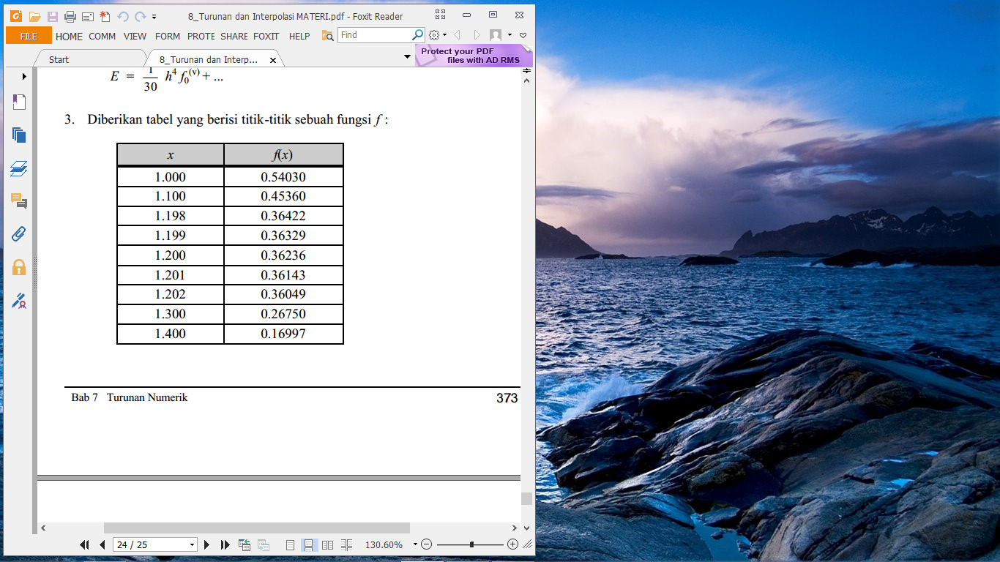 8_Turunan dan Interpolasi MATERI.pdf - Foxit Reader
FILE HOME COMM VIEW FORM PROTE SHARE FOXIT HELP Find
Start 8_Turunan dan Interp... Protect your PDF
files with AD RMS
E = 1/30 h⁴ f₀⁽ᵛ⁾ + ...
3. Diberikan tabel yang berisi titik-titik sebuah fungsi f :
x f(x)
1.000 0.54030
1.100 0.45360
1.198 0.36422
1.199 0.36329
1.200 0.36236
1.201 0.36143
1.202 0.36049
1.300 0.26750
1.400 0.16997
Bab 7 Turunan Numerik 373
24 / 25 130.60%